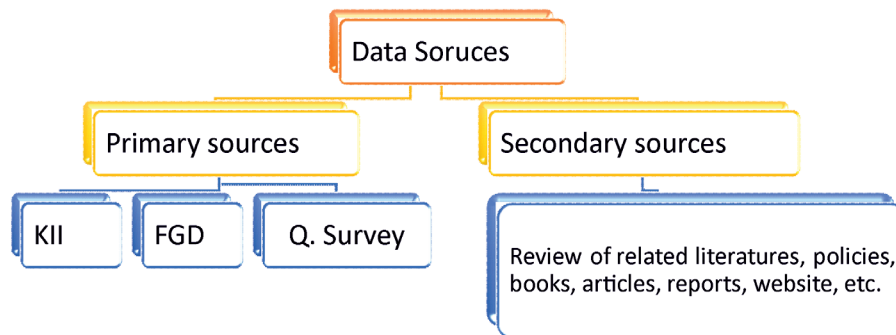 Data Soruces
Primary sources
Secondary sources
KII
FGD
Q. Survey
Review of related literatures, policies,
books, articles, reports, website, etc.